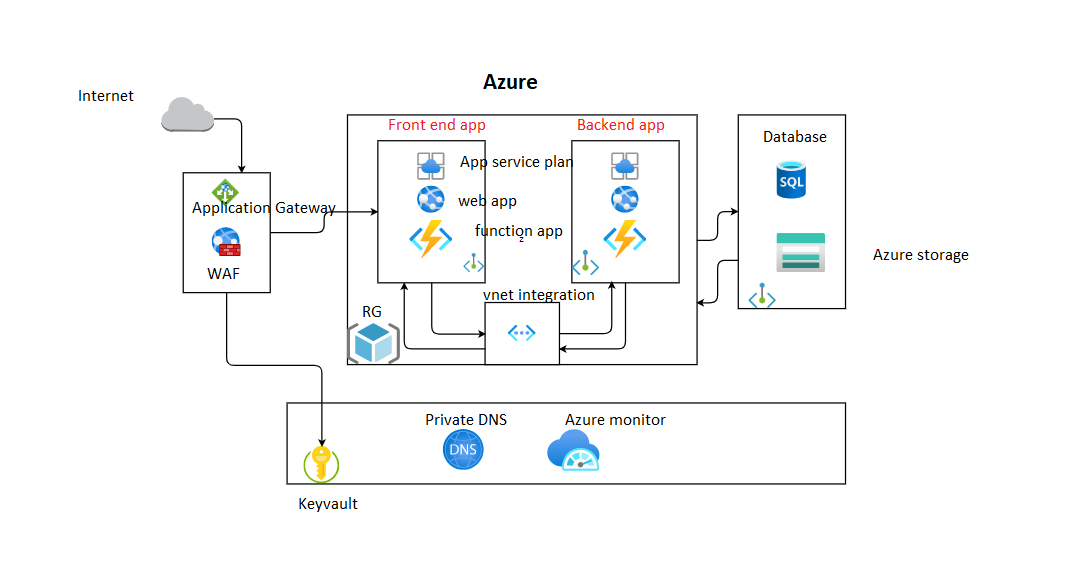 Azure
Internet
Front end app
Backend app
Database
App service plan
SQL
Application Gateway
web app
function app
z
WAF
Azure storage
vnet integration
RG
Private DNS
Azure monitor
DNS
Keyvault